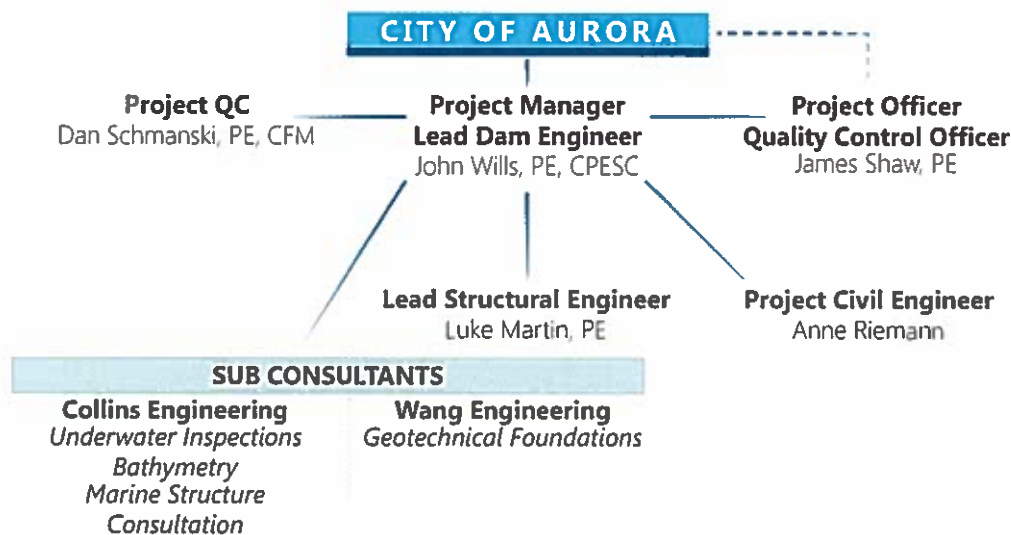 CITY OF AURORA
Project QC
Dan Schmanski, PE, CFM
Project Manager
Lead Dam Engineer
John Wills, PE, CPESC
Project Officer
Quality Control Officer
James Shaw, PE
Lead Structural Engineer
Luke Martin, PE
Project Civil Engineer
Anne Riemann
SUB CONSULTANTS
Collins Engineering
Underwater Inspections
Bathymetry
Marine Structure
Consultation
Wang Engineering
Geotechnical Foundations